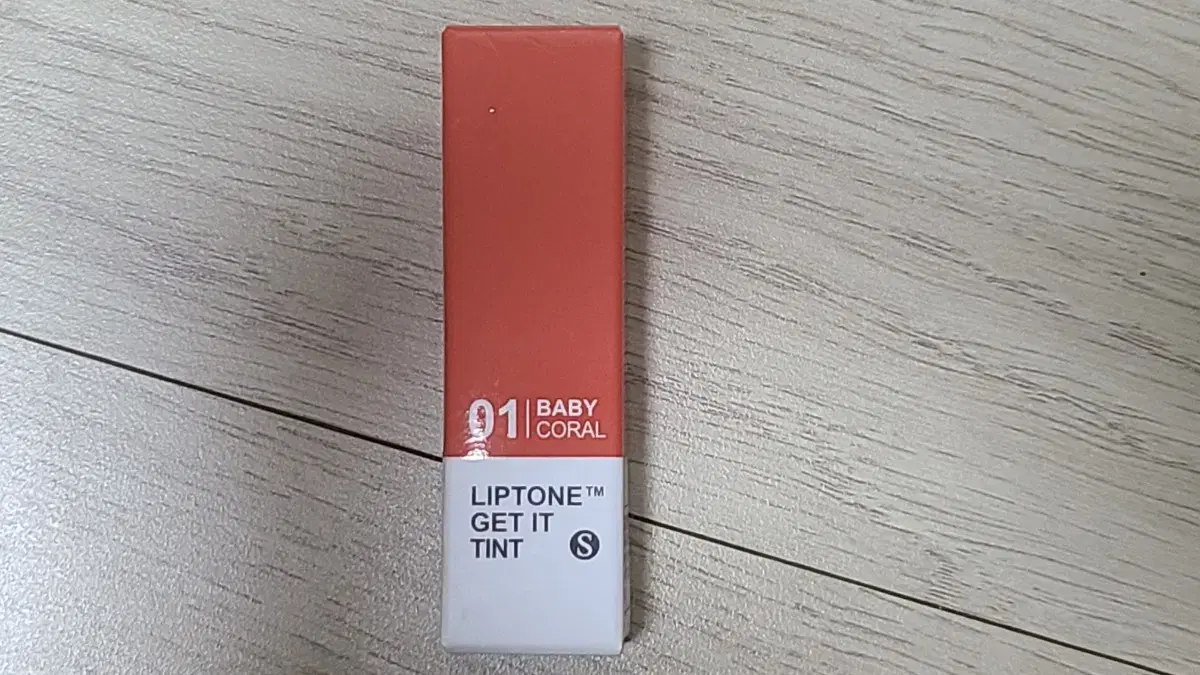 01 | BABY
CORAL
LIPTONE™
GET IT
TINT S